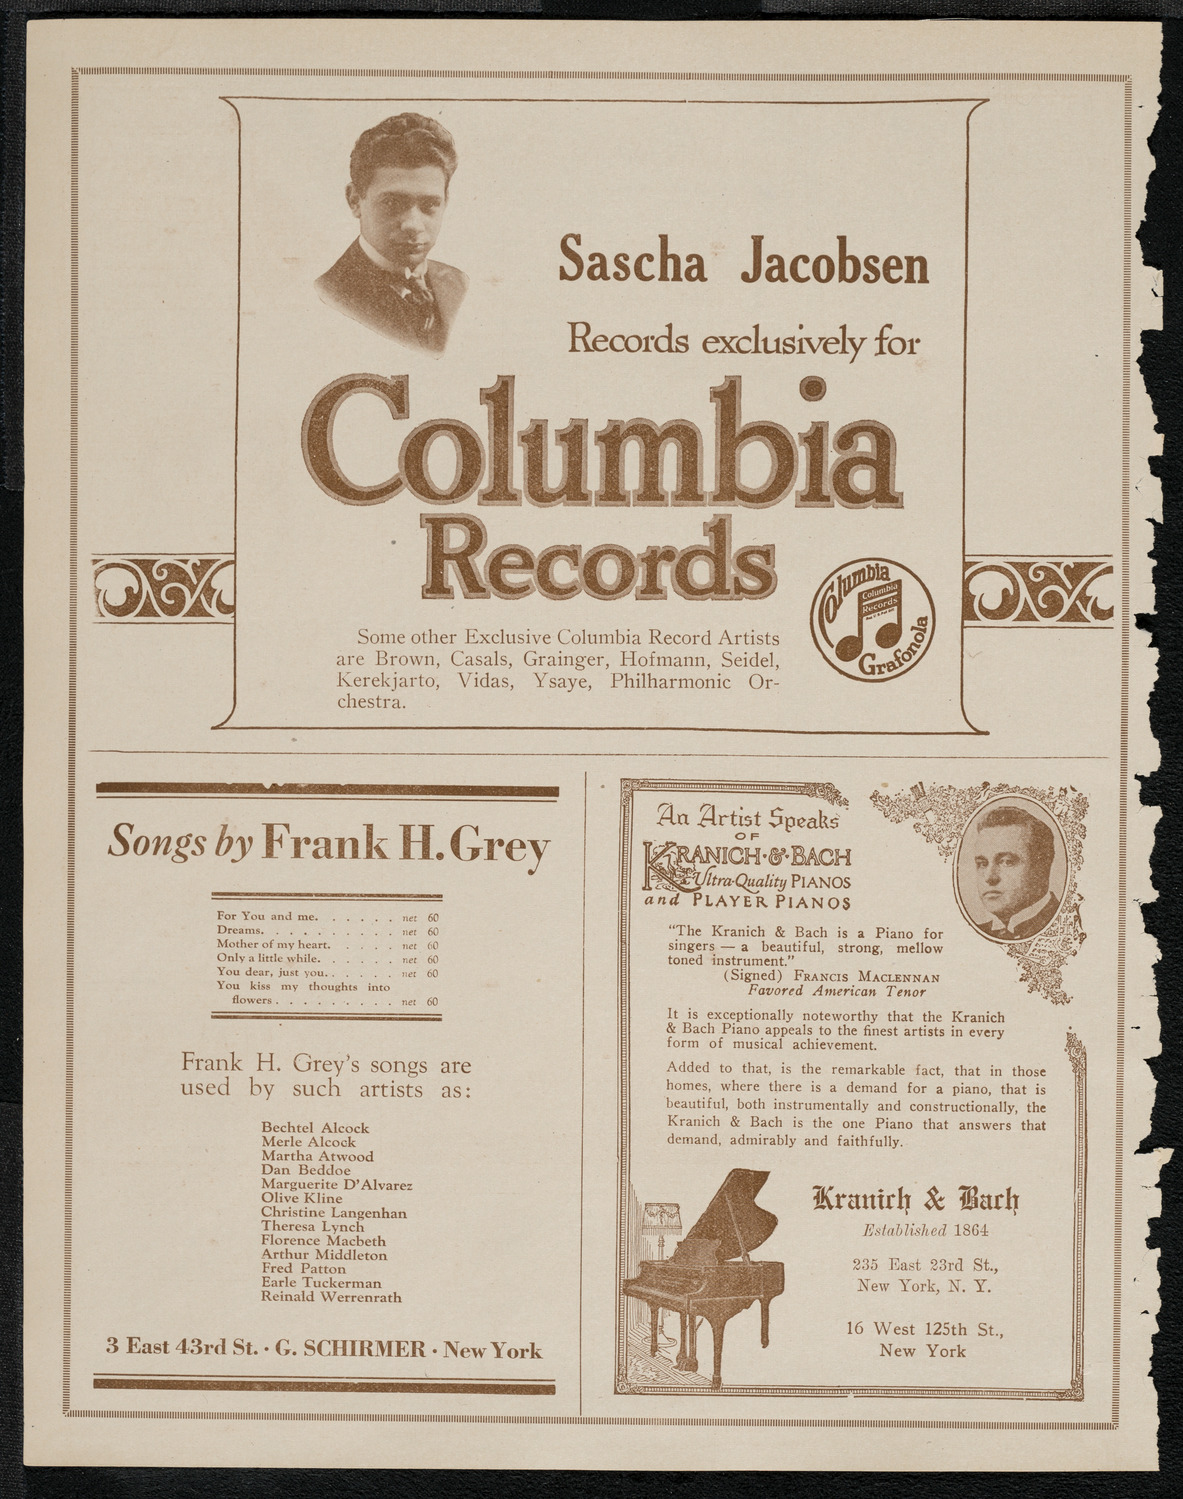 Sascha Jacobsen
Records exclusively for
Columbia
Records
Columbia
Columbia
Records
Grafonola
Some other Exclusive Columbia Record Artists
are Brown, Casals, Grainger, Hofmann, Seidel,
Kerekjarto, Vidas, Ysaye, Philharmonic Or-
chestra.
Songs by Frank H. Grey
For You and me. . . . . . net 60
Dreams. . . . . . . . . . net 60
Mother of my heart. . . . . net 60
Only a little while. . . . . . net 60
You dear, just you. . . . . . net 60
You kiss my thoughts into
flowers . . . . . . . . . net 60
Frank H. Grey's songs are
used by such artists as:
Bechtel Alcock
Merle Alcock
Martha Atwood
Dan Beddoe
Marguerite D'Alvarez
Olive Kline
Christine Langenhan
Theresa Lynch
Florence Macbeth
Arthur Middleton
Fred Patton
Earle Tuckerman
Reinald Werrenrath
3 East 43rd St. · G. SCHIRMER · New York
An Artist Speaks
OF
KRANICH·&·BACH
Ultra-Quality PIANOS
and PLAYER PIANOS
"The Kranich & Bach is a Piano for
singers — a beautiful, strong, mellow
toned instrument."
(Signed) FRANCIS MACLENNAN
Favored American Tenor
It is exceptionally noteworthy that the Kranich
& Bach Piano appeals to the finest artists in every
form of musical achievement.
Added to that, is the remarkable fact, that in those
homes, where there is a demand for a piano, that is
beautiful, both instrumentally and constructionally, the
Kranich & Bach is the one Piano that answers that
demand, admirably and faithfully.
Kranich & Bach
Established 1864
235 East 23rd St.,
New York, N. Y.
16 West 125th St.,
New York